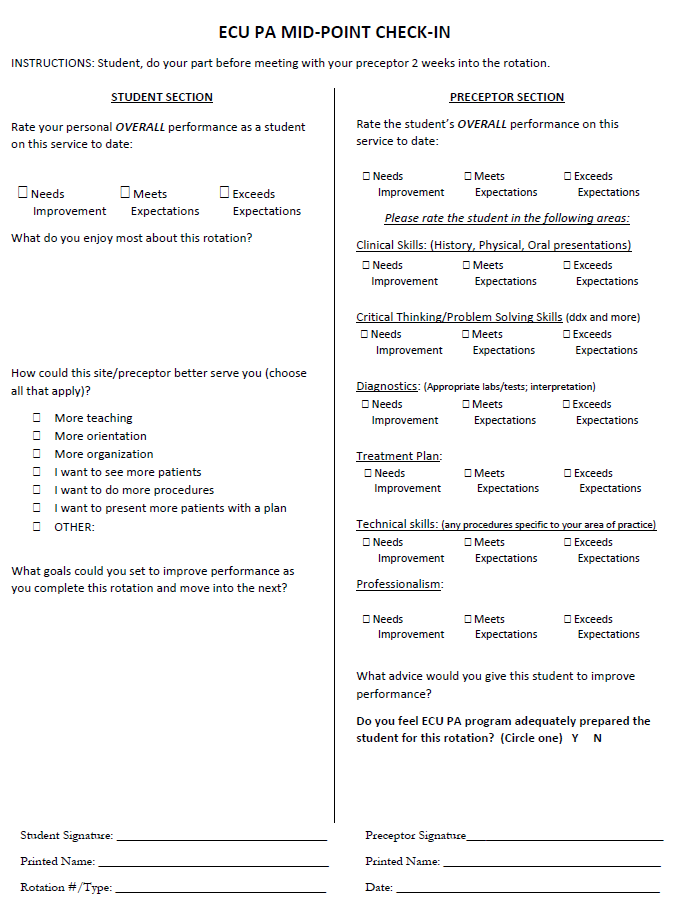 ECU PA MID-POINT CHECK-IN
INSTRUCTIONS: Student, do your part before meeting with your preceptor 2 weeks into the rotation.
STUDENT SECTION
Rate your personal OVERALL performance as a student
on this service to date:
☐ Needs ☐ Meets ☐ Exceeds
Improvement Expectations Expectations
What do you enjoy most about this rotation?
How could this site/preceptor better serve you (choose
all that apply)?
☐ More teaching
☐ More orientation
☐ More organization
☐ I want to see more patients
☐ I want to do more procedures
☐ I want to present more patients with a plan
☐ OTHER:
What goals could you set to improve performance as
you complete this rotation and move into the next?
Student Signature: ______________________________
Printed Name: ______________________________
Rotation #/Type: ______________________________
PRECEPTOR SECTION
Rate the student's OVERALL performance on this
service to date:
☐ Needs ☐ Meets ☐ Exceeds
Improvement Expectations Expectations
Please rate the student in the following areas:
Clinical Skills: (History, Physical, Oral presentations)
☐ Needs ☐ Meets ☐ Exceeds
Improvement Expectations Expectations
Critical Thinking/Problem Solving Skills (ddx and more)
☐ Needs ☐ Meets ☐ Exceeds
Improvement Expectations Expectations
Diagnostics: (Appropriate labs/tests; interpretation)
☐ Needs ☐ Meets ☐ Exceeds
Improvement Expectations Expectations
Treatment Plan:
☐ Needs ☐ Meets ☐ Exceeds
Improvement Expectations Expectations
Technical skills: (any procedures specific to your area of practice)
☐ Needs ☐ Meets ☐ Exceeds
Improvement Expectations Expectations
Professionalism:
☐ Needs ☐ Meets ☐ Exceeds
Improvement Expectations Expectations
What advice would you give this student to improve
performance?
Do you feel ECU PA program adequately prepared the
student for this rotation? (Circle one) Y N
Preceptor Signature______________________________
Printed Name: ______________________________
Date: ______________________________